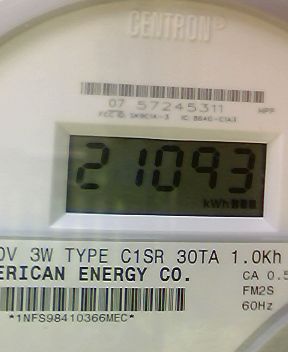 CENTRON®
07 57245311
21093
kWh
0V 3W TYPE C1SR 30TA 1.0Kh
ERICAN ENERGY CO.
CA 0.5
FM2S
60Hz
*1NFS98410366MEC*